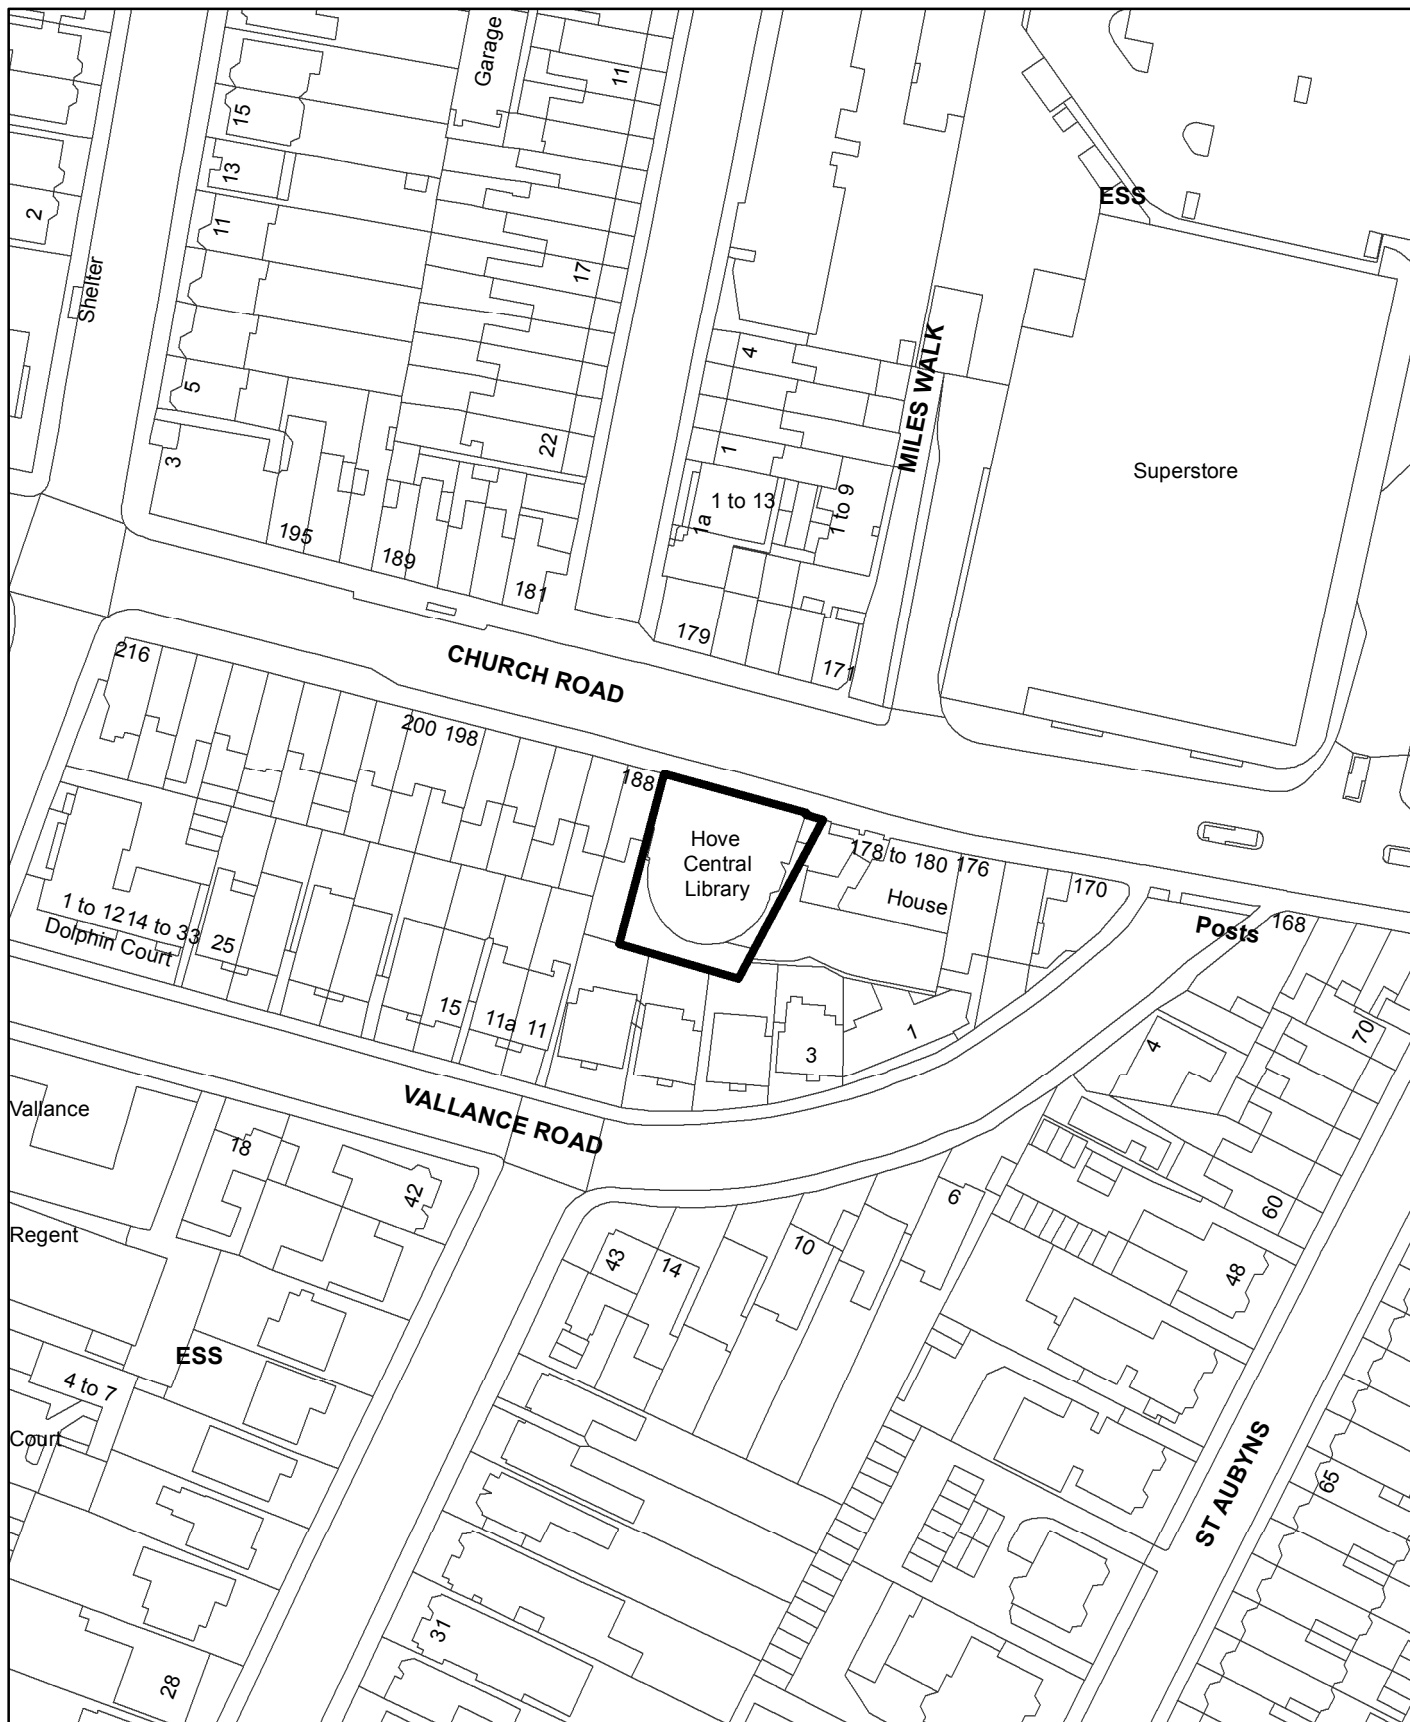 Garage
11
15
13
2
11
ESS
17
Shelter
MILES WALK
4
5
22
1
3
Superstore
1 to 13
1 to 9
1a
195
189
181
179
171
216
CHURCH ROAD
200 198
188
Hove
Central
Library
178 to 180 176
170
House
168
Posts
1 to 12 14 to 33
Dolphin Court
25
15
11a
11
3
1
4
70
Vallance
VALLANCE ROAD
18
42
6
60
Regent
43
14
10
48
ESS
4 to 7
Court
65
ST AUBYNS
31
28